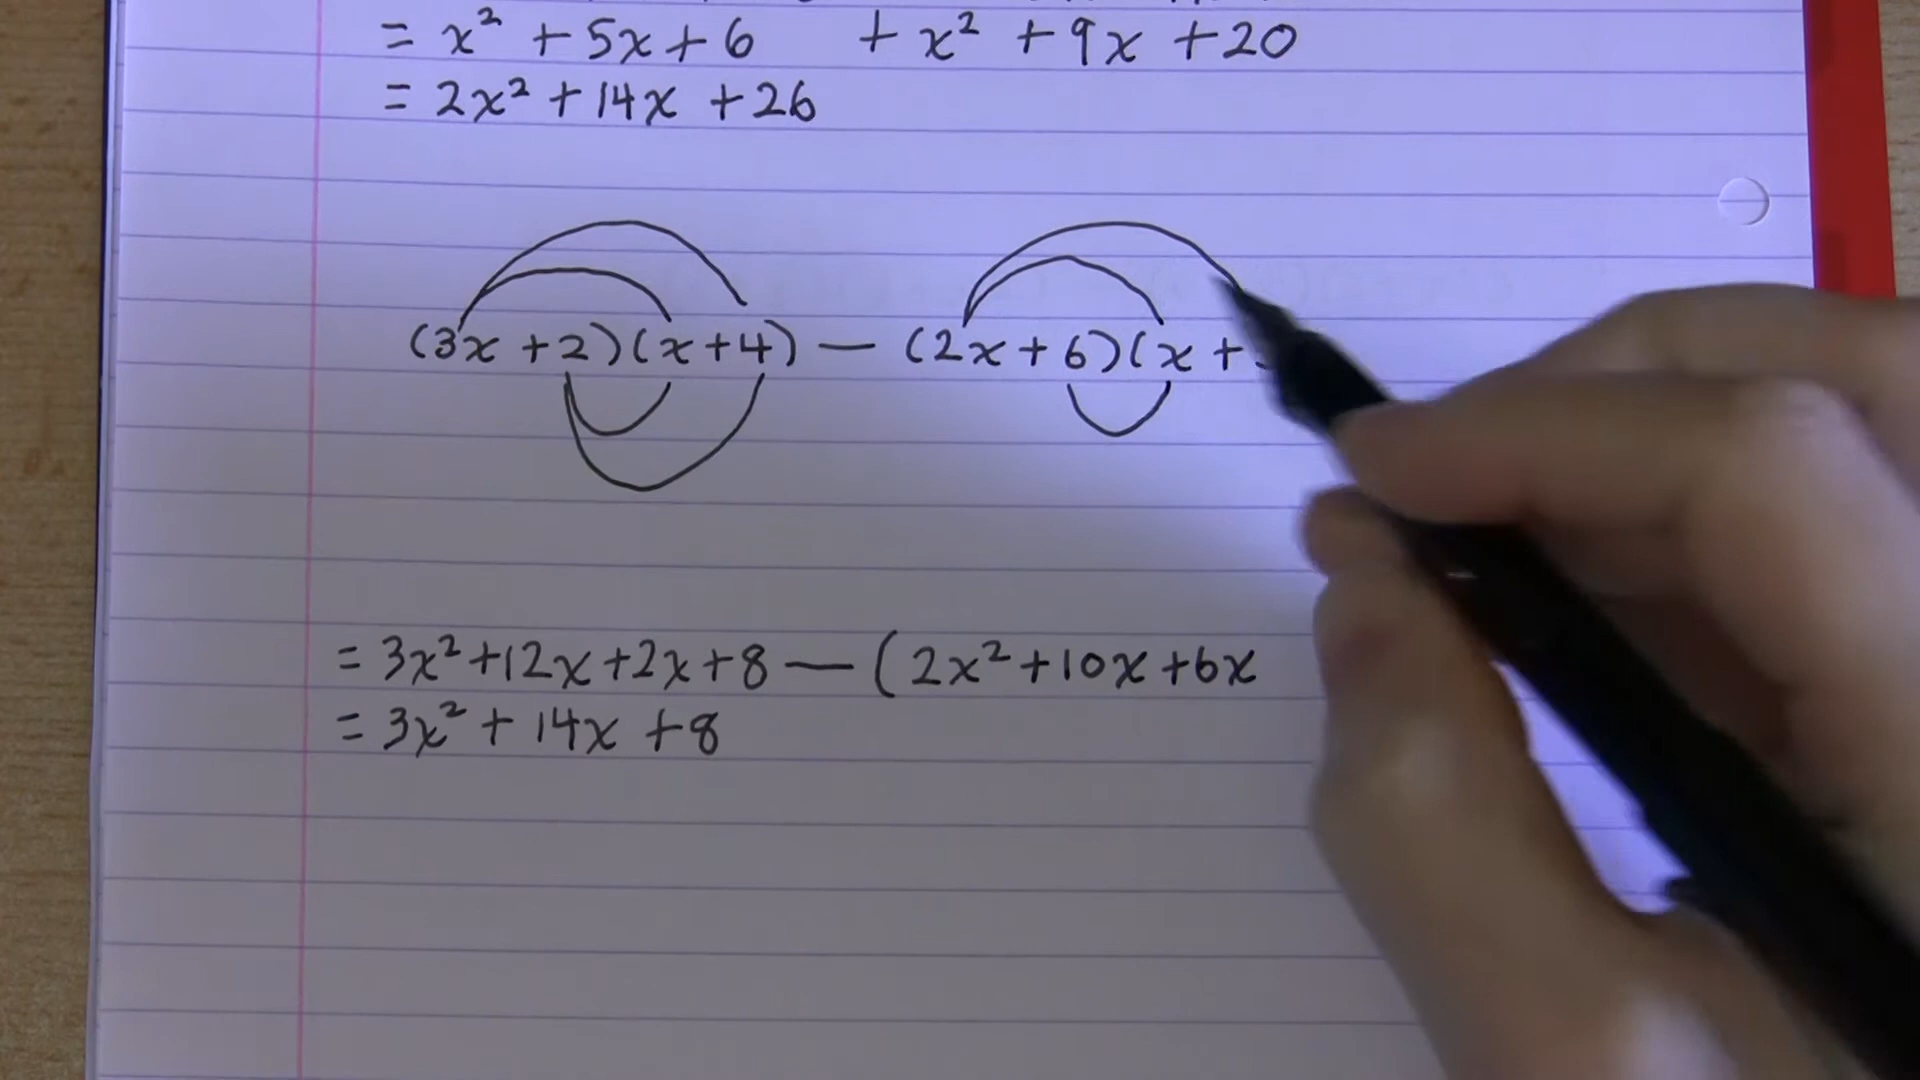 = x² + 5x + 6 + x² + 9x + 20
= 2x² + 14x + 26
(3x + 2)(x + 4) — (2x + 6)(x +
= 3x² + 12x + 2x + 8 — (2x² + 10x + 6x
= 3x² + 14x + 8